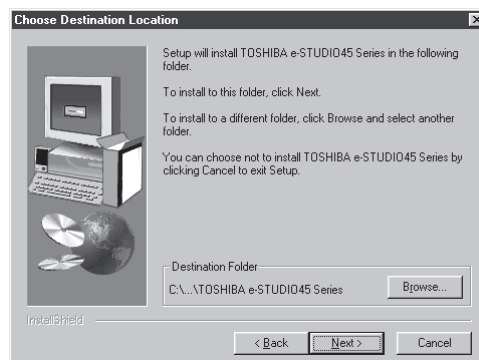 Choose Destination Location
Setup will install TOSHIBA e-STUDIO45 Series in the following
folder.
To install to this folder, click Next.
To install to a different folder, click Browse and select another
folder.
You can choose not to install TOSHIBA e-STUDIO45 Series by
clicking Cancel to exit Setup.
Destination Folder
C:\...\TOSHIBA e-STUDIO45 Series
Browse...
InstallShield
< Back
Next >
Cancel